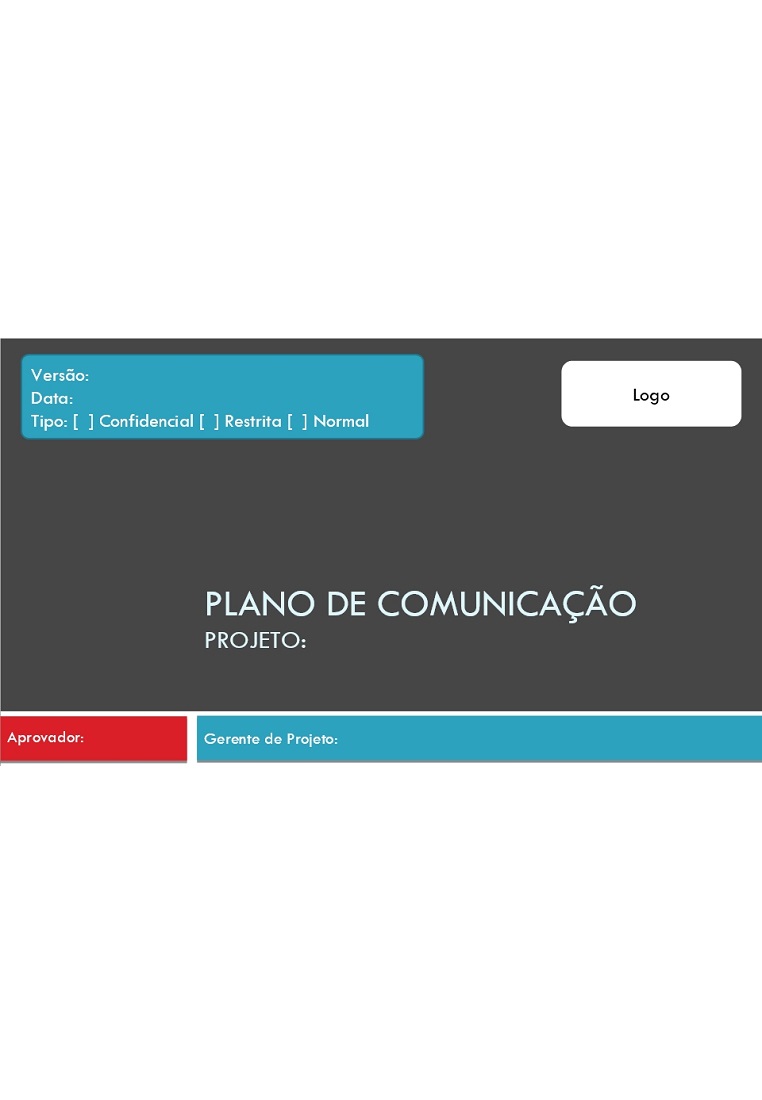 Versão:
Data:
Tipo: [ ] Confidencial [ ] Restrita [ ] Normal
Logo
PLANO DE COMUNICAÇÃO
PROJETO:
Aprovador:
Gerente de Projeto: